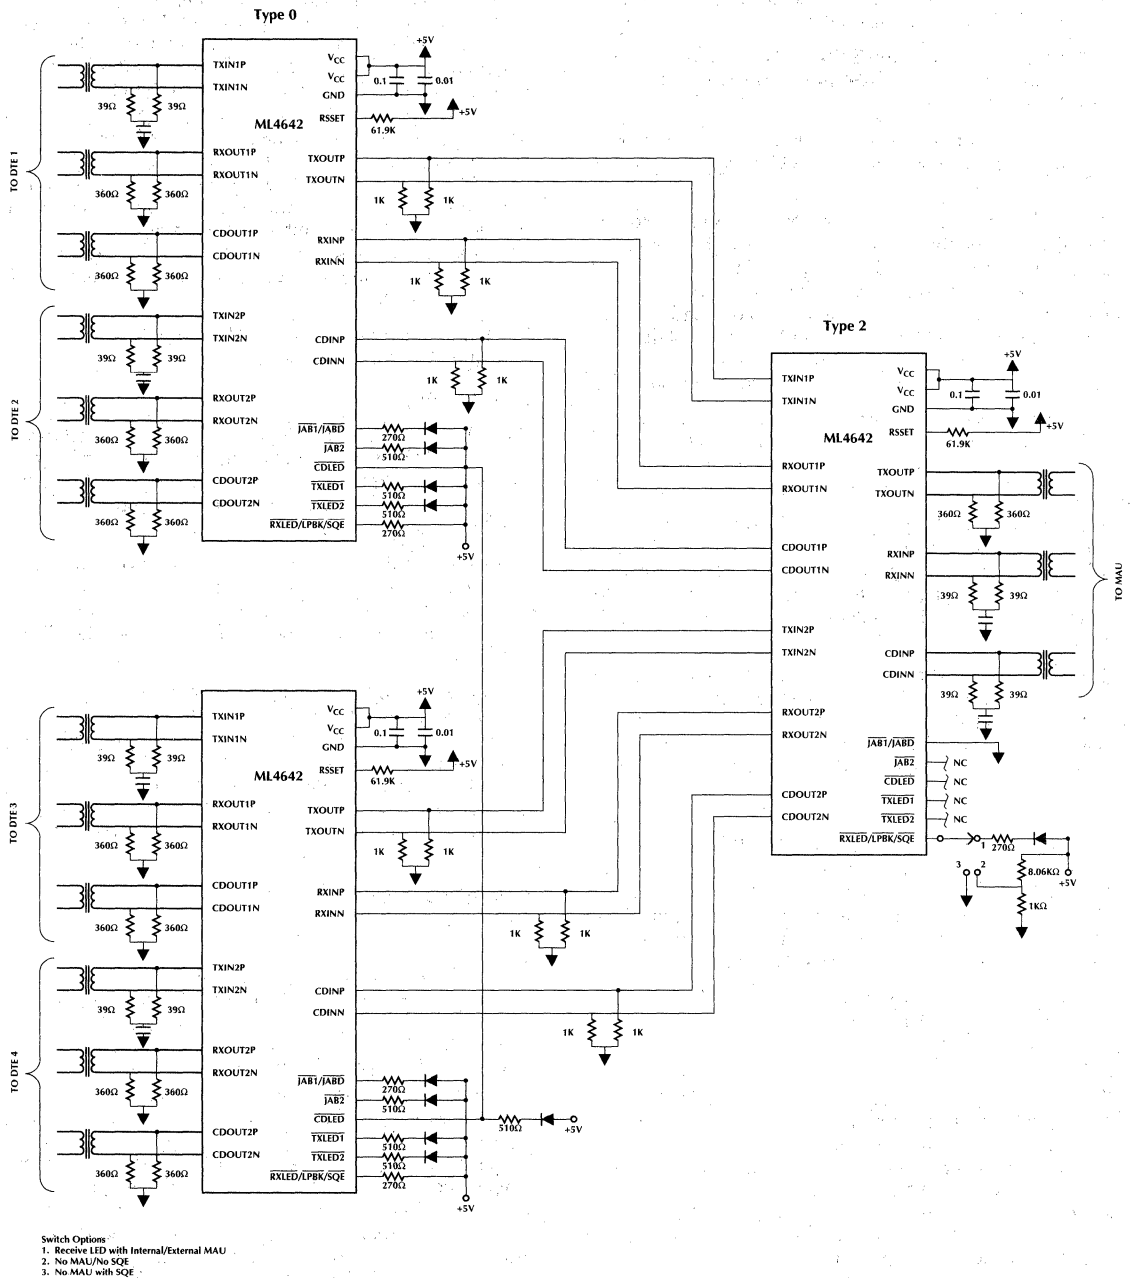 Type 0
TO DTE 1
TXIN1P
TXIN1N
39Ω 39Ω
RXOUT1P
RXOUT1N
360Ω 360Ω
CDOUT1P
CDOUT1N
360Ω 360Ω
TO DTE 2
TXIN2P
TXIN2N
39Ω 39Ω
RXOUT2P
RXOUT2N
360Ω 360Ω
CDOUT2P
CDOUT2N
360Ω 360Ω
ML4642
VCC
VCC
GND
RSSET
+5V
0.1 0.01
+5V
61.9K
TXOUTP
TXOUTN
1K 1K
RXINP
RXINN
1K 1K
CDINP
CDINN
1K 1K
JAB1/JABD
270Ω
JAB2
510Ω
CDLED
TXLED1
510Ω
TXLED2
510Ω
RXLED/LPBK/SQE
270Ω
+5V
Type 2
TXIN1P
TXIN1N
RXOUT1P
RXOUT1N
CDOUT1P
CDOUT1N
TXIN2P
TXIN2N
RXOUT2P
RXOUT2N
CDOUT2P
CDOUT2N
ML4642
VCC
VCC
GND
RSSET
+5V
0.1 0.01
+5V
61.9K
TXOUTP
TXOUTN
360Ω 360Ω
RXINP
RXINN
39Ω 39Ω
CDINP
CDINN
39Ω 39Ω
TO MAU
JAB1/JABD
JAB2 NC
CDLED NC
TXLED1 NC
TXLED2 NC
RXLED/LPBK/SQE
1 270Ω
3 2
8.06KΩ
+5V
1KΩ
TO DTE 3
TXIN1P
TXIN1N
39Ω 39Ω
RXOUT1P
RXOUT1N
360Ω 360Ω
CDOUT1P
CDOUT1N
360Ω 360Ω
TO DTE 4
TXIN2P
TXIN2N
39Ω 39Ω
RXOUT2P
RXOUT2N
360Ω 360Ω
CDOUT2P
CDOUT2N
360Ω 360Ω
ML4642
VCC
VCC
GND
RSSET
+5V
0.1 0.01
+5V
61.9K
TXOUTP
TXOUTN
1K 1K
RXINP
RXINN
1K 1K
CDINP
CDINN
1K 1K
JAB1/JABD
270Ω
JAB2
510Ω
CDLED
510Ω +5V
TXLED1
510Ω
TXLED2
510Ω
RXLED/LPBK/SQE
270Ω
+5V
Switch Options
1. Receive LED with Internal/External MAU
2. No MAU/No SQE
3. No MAU with SQE